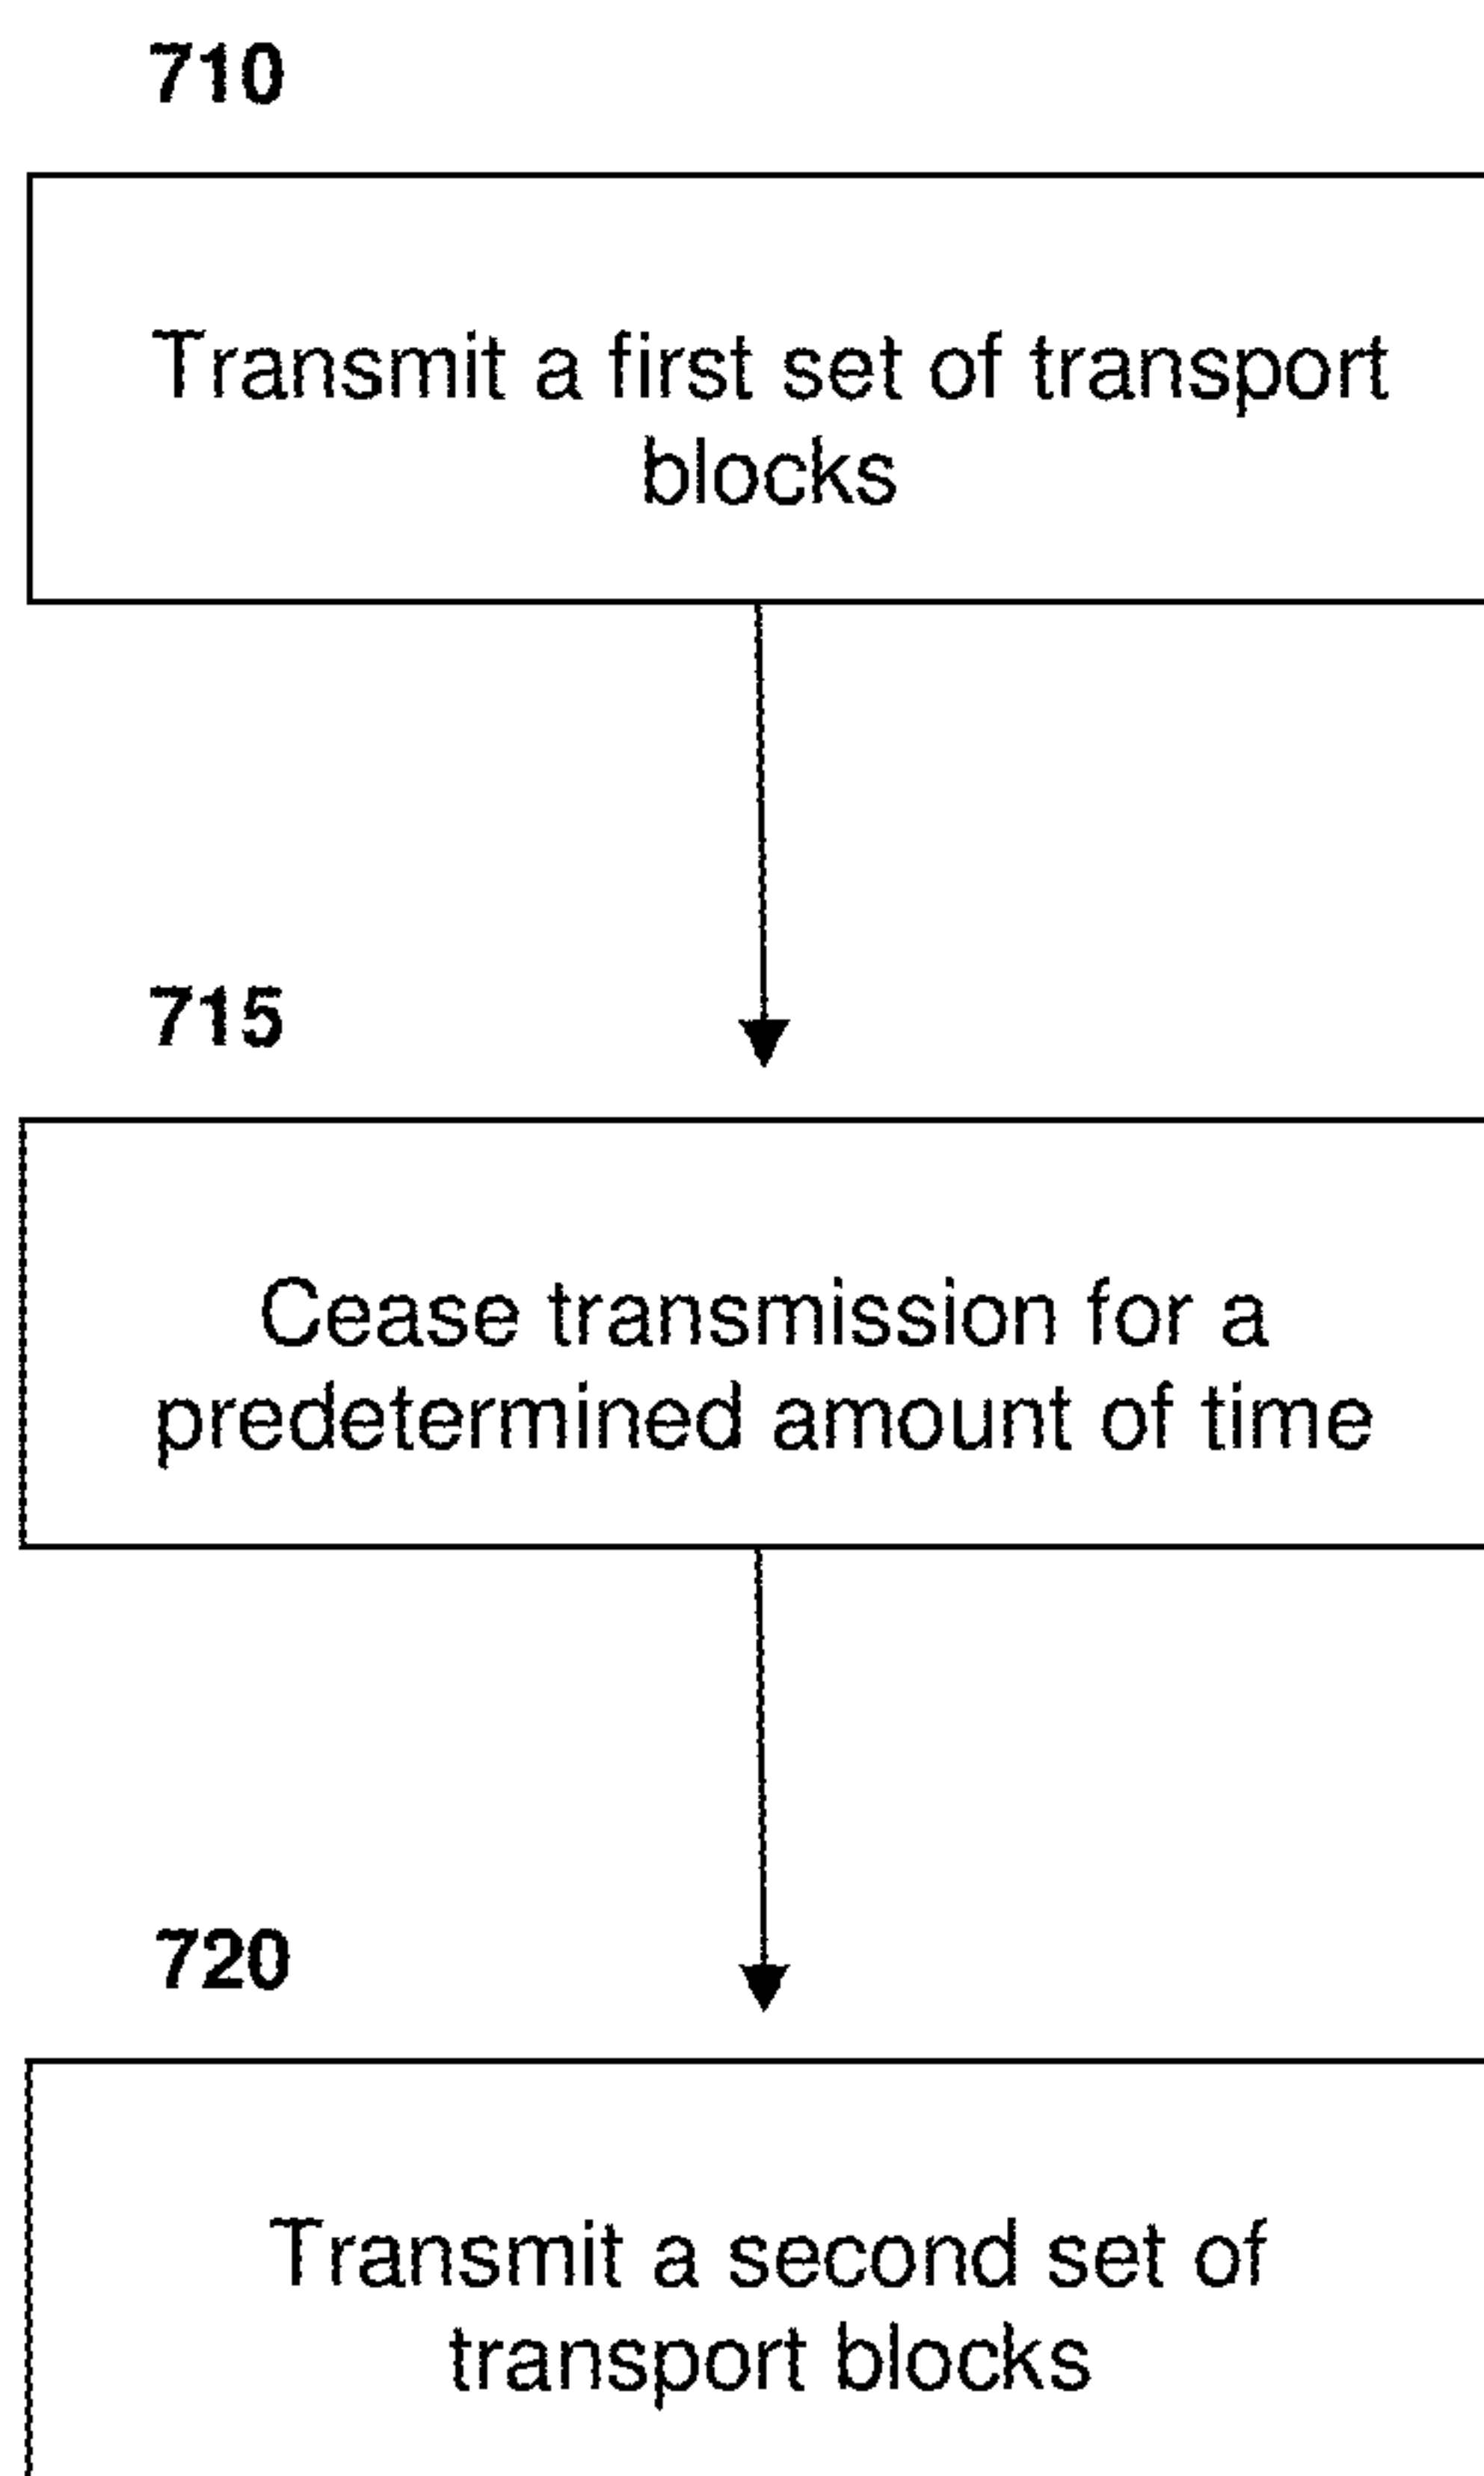 710
Transmit a first set of transport
blocks
715
Cease transmission for a
predetermined amount of time
720
Transmit a second set of
transport blocks